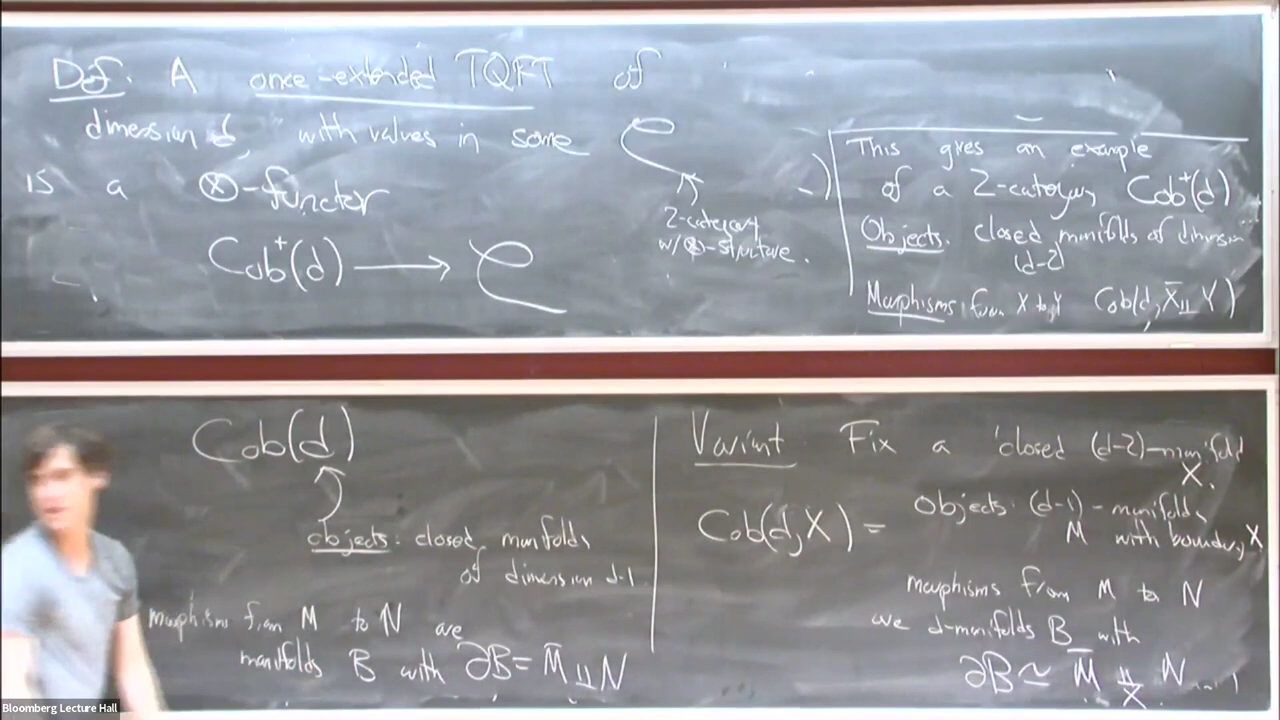 Def. A once-extended TQFT of
dimension d, with values in some C
is a ⊗-functor
Cob⁺(d) ⟶ C
2-category
w/ ⊗-structure.
This gives an example
of a 2-category Cob⁺(d)
Objects: closed manifolds of dimension
(d-2)
Morphisms: from X to Y Cob(d, X̄ ⨿ Y)
Cob(d)
objects: closed manifolds
of dimension d-1
morphisms from M to N are
manifolds B with ∂B = M̄ ⨿ N
Variant Fix a closed (d-2)-manifold
X.
Cob(d, X) =
Objects: (d-1)-manifolds
M with boundary X
morphisms from M to N
are d-manifolds B with
∂B ≃ M̄ ⨿_X N
Bloomberg Lecture Hall